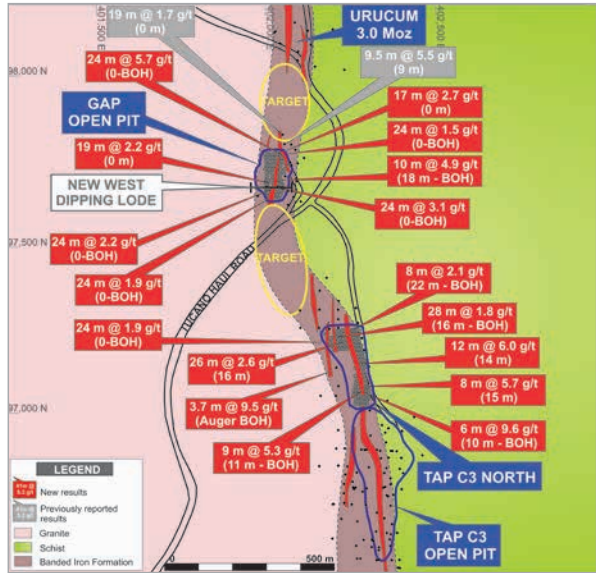 401,500 E
402,000 E
19 m @ 1.7 g/t
(0 m)
URUCUM
3.0 Moz
24 m @ 5.7 g/t
(0-BOH)
9.5 m @ 5.5 g/t
(9 m)
98,000 N
TARGET
GAP
OPEN PIT
17 m @ 2.7 g/t
(0 m)
24 m @ 1.5 g/t
(0-BOH)
19 m @ 2.2 g/t
(0 m)
10 m @ 4.9 g/t
(18 m - BOH)
NEW WEST
DIPPING LODE
24 m @ 3.1 g/t
(0-BOH)
24 m @ 2.2 g/t
(0-BOH)
97,500 N
TARGET
24 m @ 1.9 g/t
(0-BOH)
TUCANO HAUL ROAD
8 m @ 2.1 g/t
(22 m - BOH)
28 m @ 1.8 g/t
(16 m - BOH)
24 m @ 1.9 g/t
(0-BOH)
12 m @ 6.0 g/t
(14 m)
26 m @ 2.6 g/t
(16 m)
8 m @ 5.7 g/t
(15 m)
97,000 N
3.7 m @ 9.5 g/t
(Auger BOH)
6 m @ 9.6 g/t
(10 m - BOH)
9 m @ 5.3 g/t
(11 m - BOH)
TAP C3 NORTH
TAP C3
OPEN PIT
LEGEND
New results
Previously reported
results
Granite
Schist
Banded Iron Formation
0
500 m